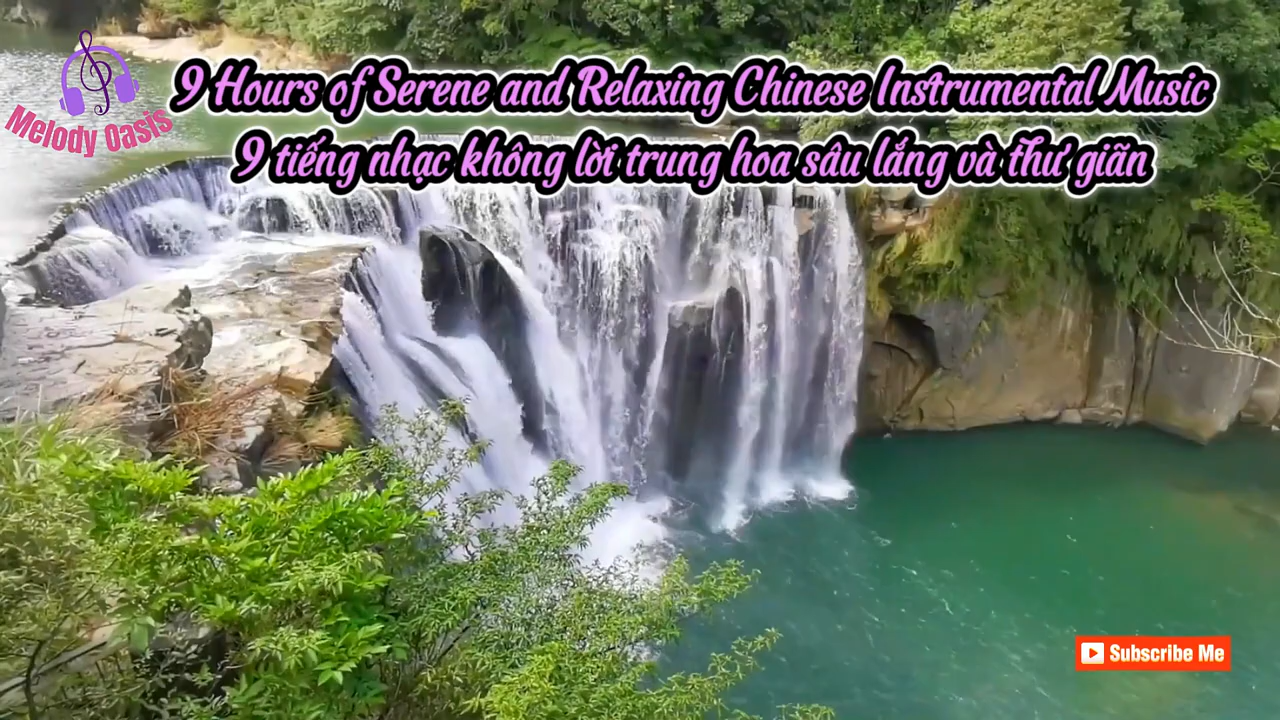 9 Hours of Serene and Relaxing Chinese Instrumental Music
9 tiếng nhạc không lời trung hoa sâu lắng và thư giãn
Melody Oasis
Subscribe Me